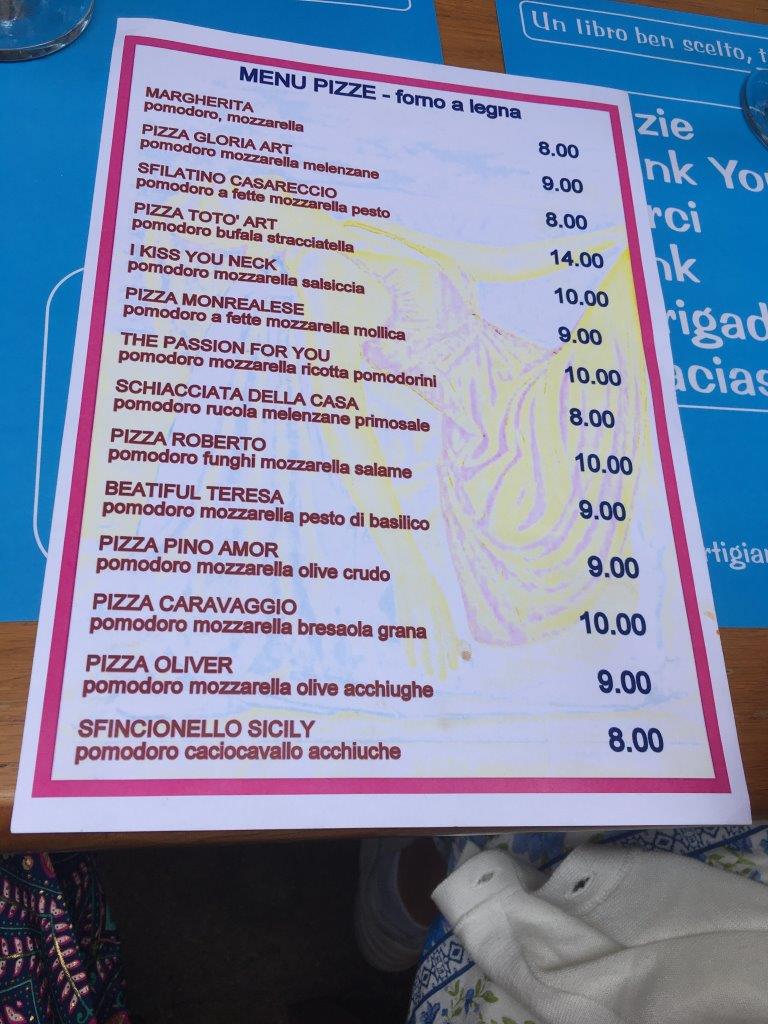 Un libro ben scelto,
MENU PIZZE - forno a legna
MARGHERITA
pomodoro, mozzarella 8.00
PIZZA GLORIA ART
pomodoro mozzarella melenzane 9.00
SFILATINO CASARECCIO
pomodoro a fette mozzarella pesto 8.00
PIZZA TOTO' ART
pomodoro bufala stracciatella 14.00
I KISS YOU NECK
pomodoro mozzarella salsiccia 10.00
PIZZA MONREALESE
pomodoro a fette mozzarella mollica 9.00
THE PASSION FOR YOU
pomodoro mozzarella ricotta pomodorini 10.00
SCHIACCIATA DELLA CASA
pomodoro rucola melenzane primosale 8.00
PIZZA ROBERTO
pomodoro funghi mozzarella salame 10.00
BEATIFUL TERESA
pomodoro mozzarella pesto di basilico 9.00
PIZZA PINO AMOR
pomodoro mozzarella olive crudo 9.00
PIZZA CARAVAGGIO
pomodoro mozzarella bresaola grana 10.00
PIZZA OLIVER
pomodoro mozzarella olive acchiughe 9.00
SFINCIONELLO SICILY
pomodoro caciocavallo acchiuche 8.00
zie
nk You
rci
nk
rigad
acias
rtigian